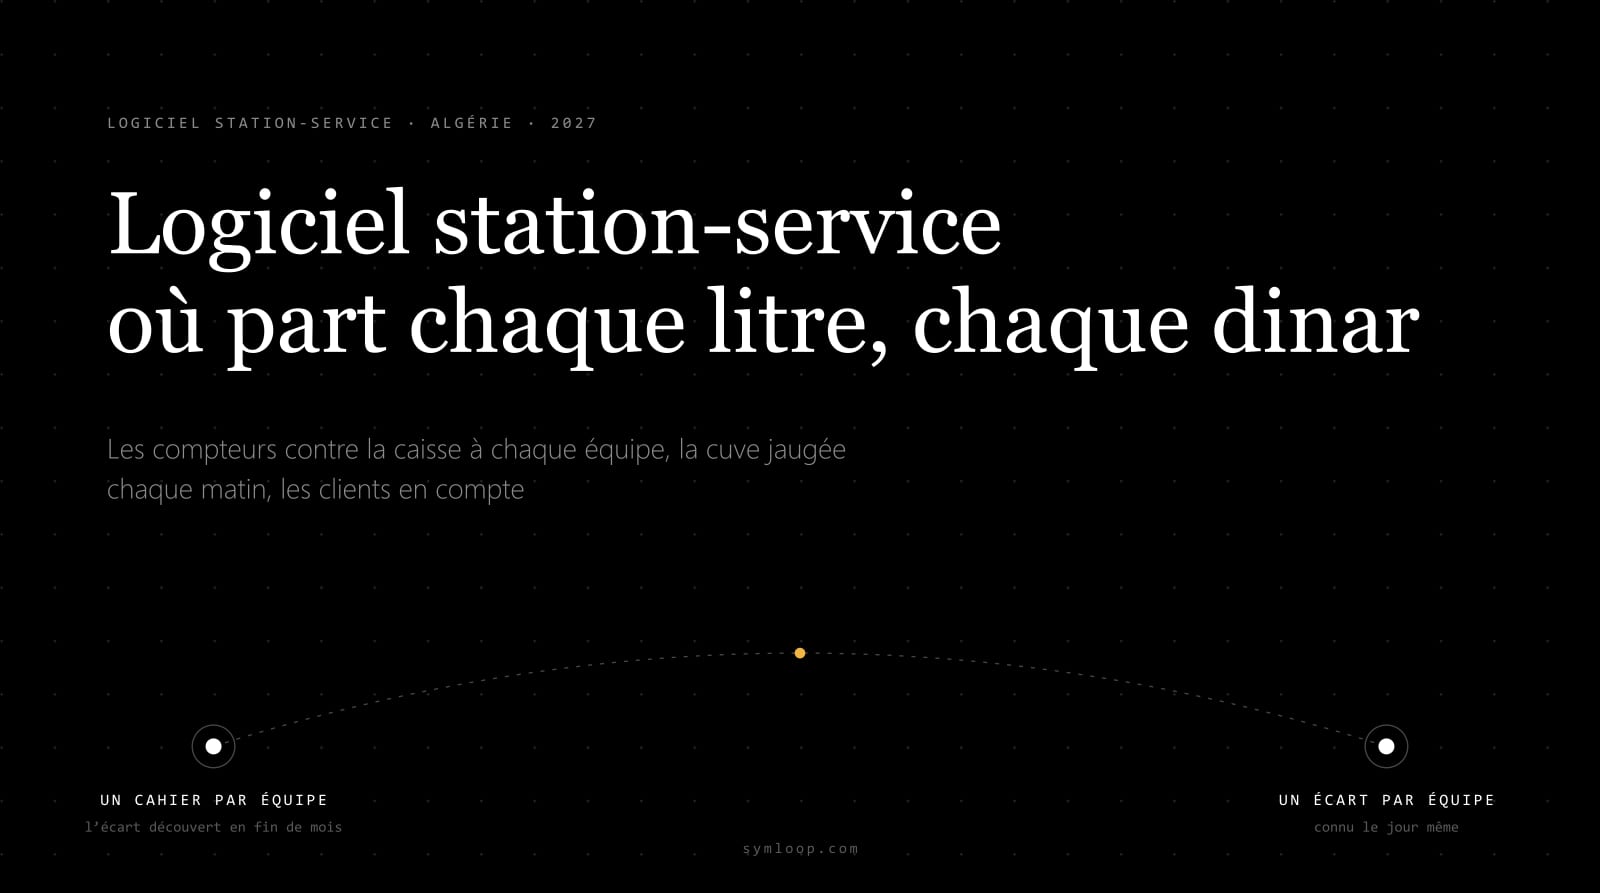 LOGICIEL STATION-SERVICE · ALGÉRIE · 2027
Logiciel station-service
où part chaque litre, chaque dinar
Les compteurs contre la caisse à chaque équipe, la cuve jaugée
chaque matin, les clients en compte
UN CAHIER PAR ÉQUIPE
l’écart découvert en fin de mois
UN ÉCART PAR ÉQUIPE
connu le jour même
symloop.com